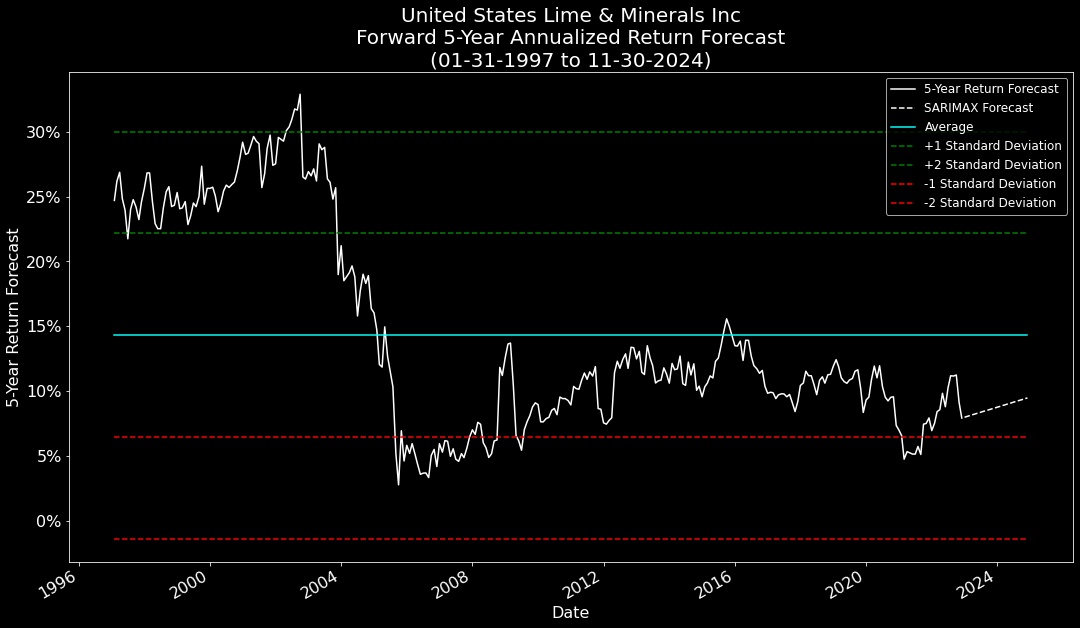 United States Lime & Minerals Inc
Forward 5-Year Annualized Return Forecast
(01-31-1997 to 11-30-2024)
5-Year Return Forecast
SARIMAX Forecast
Average
+1 Standard Deviation
+2 Standard Deviation
-1 Standard Deviation
-2 Standard Deviation
5-Year Return Forecast
30%
25%
20%
15%
10%
5%
0%
1996
2000
2004
2008
2012
2016
2020
2024
Date